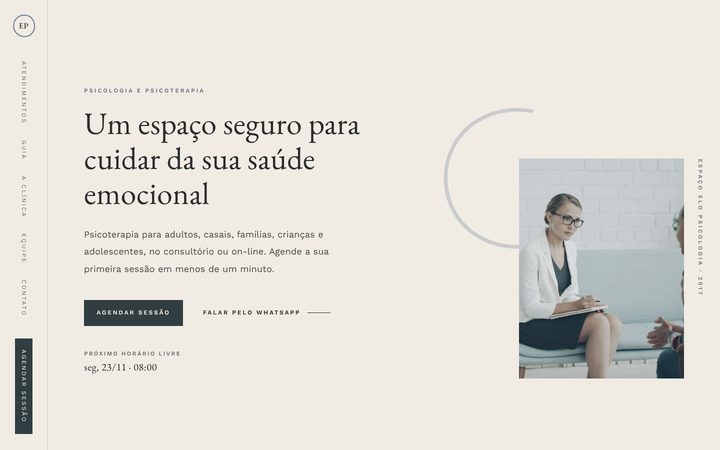 EP
ATENDIMENTOS
GUIA
A CLÍNICA
EQUIPE
CONTATO
AGENDAR SESSÃO
PSICOLOGIA E PSICOTERAPIA
Um espaço seguro para
cuidar da sua saúde
emocional
Psicoterapia para adultos, casais, famílias, crianças e
adolescentes, no consultório ou on-line. Agende a sua
primeira sessão em menos de um minuto.
AGENDAR SESSÃO
FALAR PELO WHATSAPP
PRÓXIMO HORÁRIO LIVRE
seg, 23/11 · 08:00
ESPAÇO ELO PSICOLOGIA · 2017